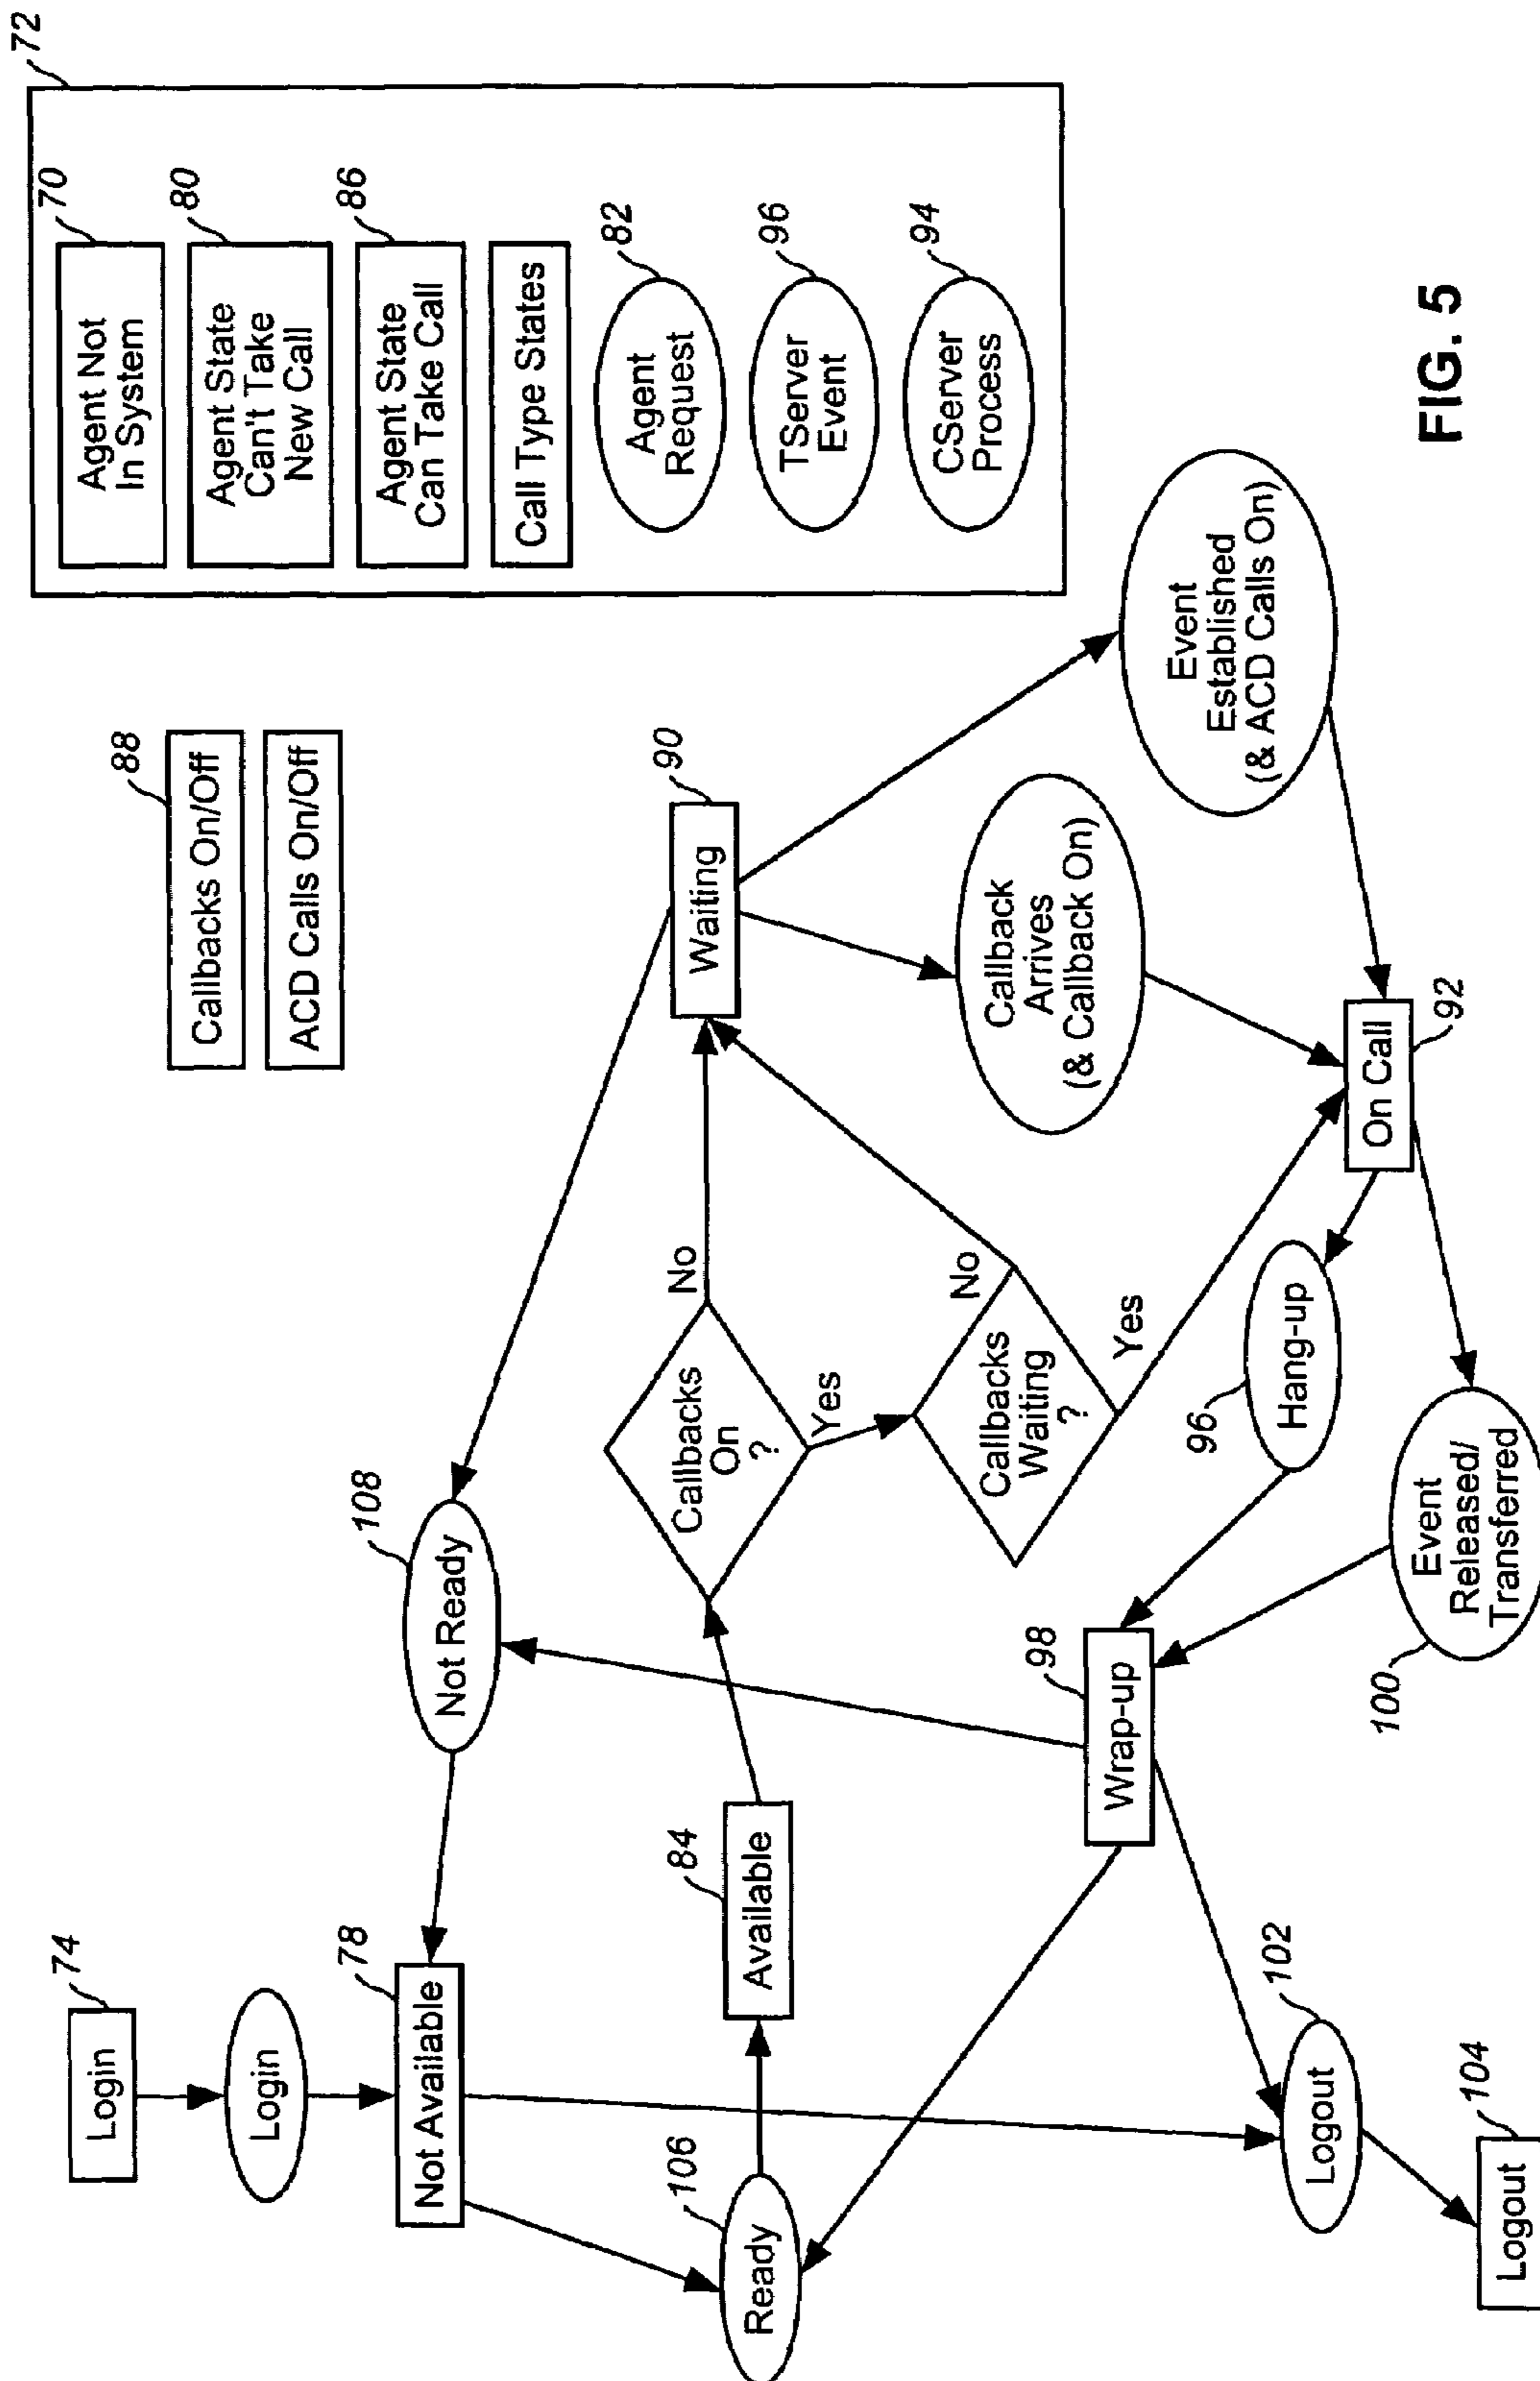 72
70
Agent Not
In System
80
Agent State
Can't Take
New Call
86
Agent State
Can Take Call
Call Type States
82
Agent
Request
96
TServer
Event
94
CServer
Process
88
Callbacks On/Off
ACD Calls On/Off
74
Login
Login
78
Not Available
108
Not Ready
106
Ready
84
Available
Callbacks
On
?
No
Yes
Callbacks
Waiting
?
No
Yes
90
Waiting
Callback
Arrives
(& Callback On)
Event
Established
(& ACD Calls On)
On Call
92
96
Hang-up
100
Event
Released/
Transferred
98
Wrap-up
102
Logout
104
Logout
FIG. 5